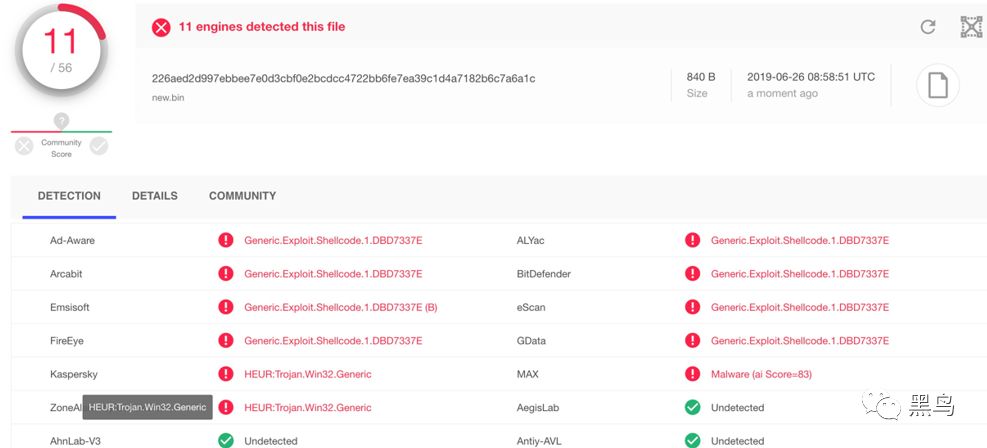 11
/ 56
?
Community
Score
11 engines detected this file
226aed2d997ebbee7e0d3cbf0e2bcdcc4722bb6fe7ea39c1d4a7182b6c7a6a1c
new.bin
840 B
Size
2019-06-26 08:58:51 UTC
a moment ago
DETECTION DETAILS COMMUNITY
Ad-Aware Generic.Exploit.Shellcode.1.DBD7337E ALYac Generic.Exploit.Shellcode.1.DBD7337E
Arcabit Generic.Exploit.Shellcode.1.DBD7337E BitDefender Generic.Exploit.Shellcode.1.DBD7337E
Emsisoft Generic.Exploit.Shellcode.1.DBD7337E (B) eScan Generic.Exploit.Shellcode.1.DBD7337E
FireEye Generic.Exploit.Shellcode.1.DBD7337E GData Generic.Exploit.Shellcode.1.DBD7337E
Kaspersky HEUR:Trojan.Win32.Generic MAX Malware (ai Score=83)
ZoneAl HEUR:Trojan.Win32.Generic HEUR:Trojan.Win32.Generic AegisLab Undetected
AhnLab-V3 Undetected Antiy-AVL Undetected
黑鸟